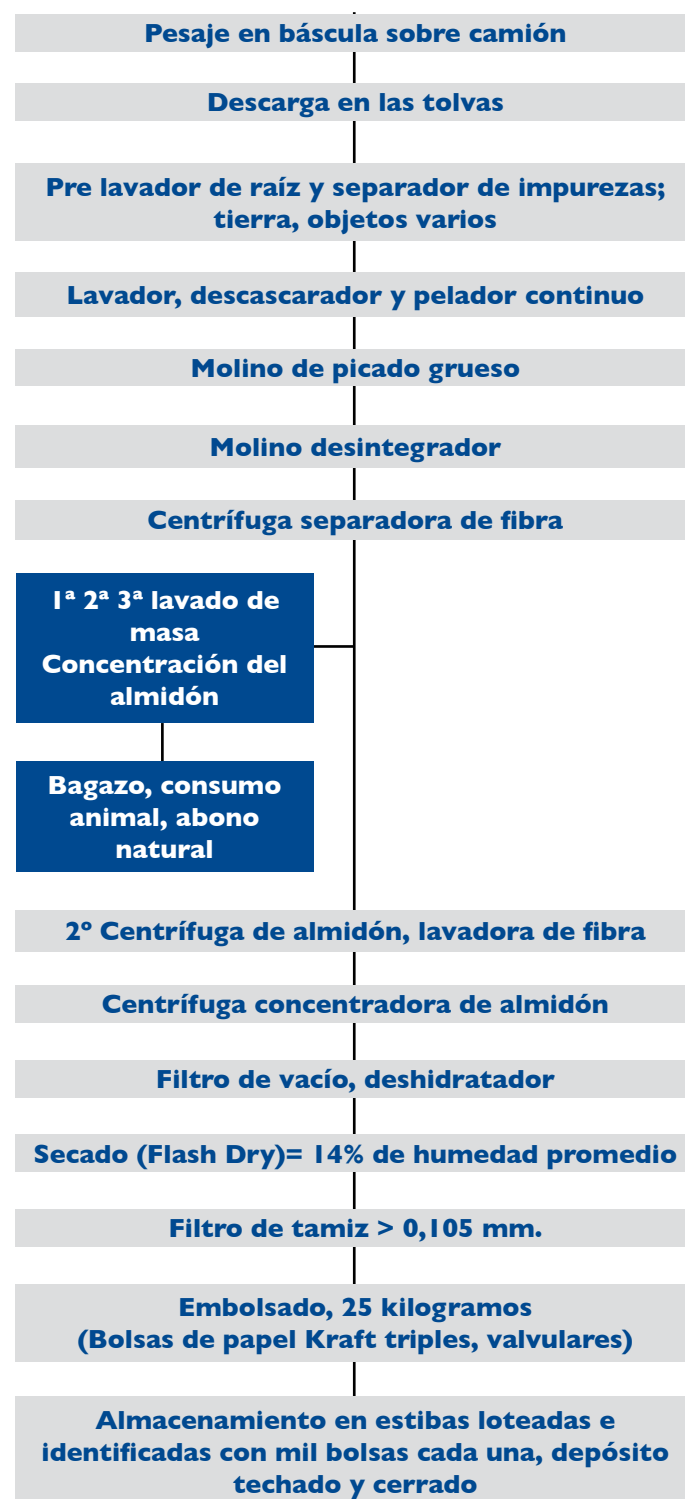 Pesaje en báscula sobre camión
Descarga en las tolvas
Pre lavador de raíz y separador de impurezas;
tierra, objetos varios
Lavador, descascarador y pelador continuo
Molino de picado grueso
Molino desintegrador
Centrífuga separadora de fibra
1ª 2ª 3ª lavado de
masa
Concentración del
almidón
Bagazo, consumo
animal, abono
natural
2º Centrífuga de almidón, lavadora de fibra
Centrífuga concentradora de almidón
Filtro de vacío, deshidratador
Secado (Flash Dry)= 14% de humedad promedio
Filtro de tamiz > 0,105 mm.
Embolsado, 25 kilogramos
(Bolsas de papel Kraft triples, valvulares)
Almacenamiento en estibas loteadas e
identificadas con mil bolsas cada una, depósito
techado y cerrado